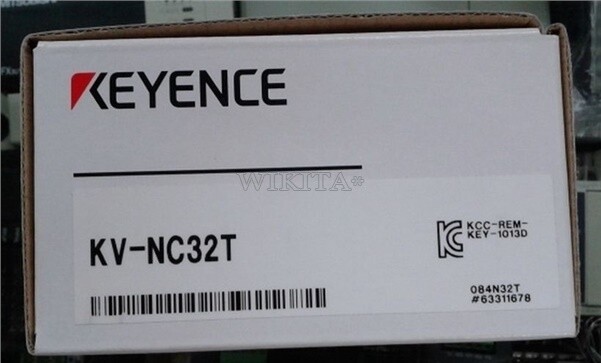 KEYENCE
WIKITA+
KV-NC32T
KCC-REM-
KEY-1013D
084N32T
#63311678